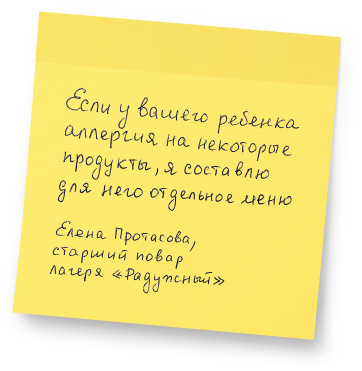 Если у вашего ребенка
аллергия на некоторые
продукты, я составлю
для него отдельное меню
Елена Протасова,
старший повар
лагеря «Радужный»